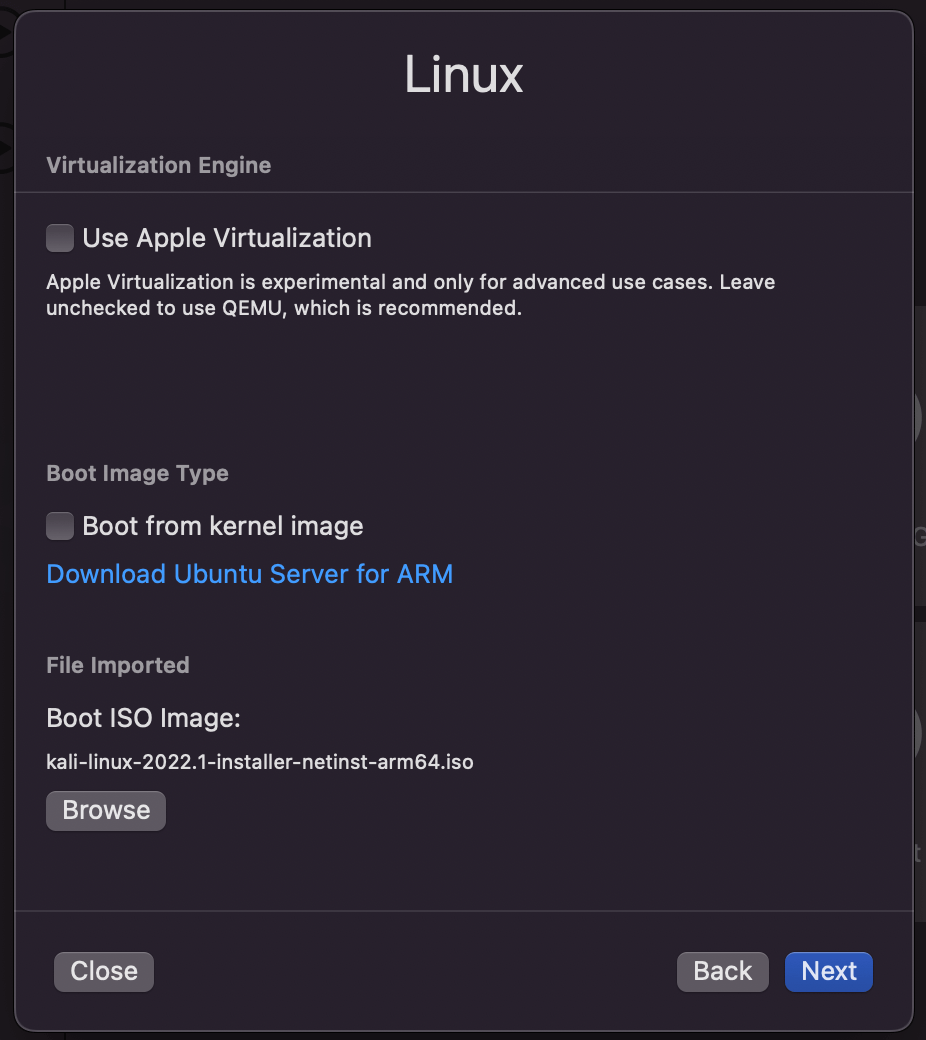 Linux
Virtualization Engine
Use Apple Virtualization
Apple Virtualization is experimental and only for advanced use cases. Leave
unchecked to use QEMU, which is recommended.
Boot Image Type
Boot from kernel image
Download Ubuntu Server for ARM
File Imported
Boot ISO Image:
kali-linux-2022.1-installer-netinst-arm64.iso
Browse
Close
Back
Next